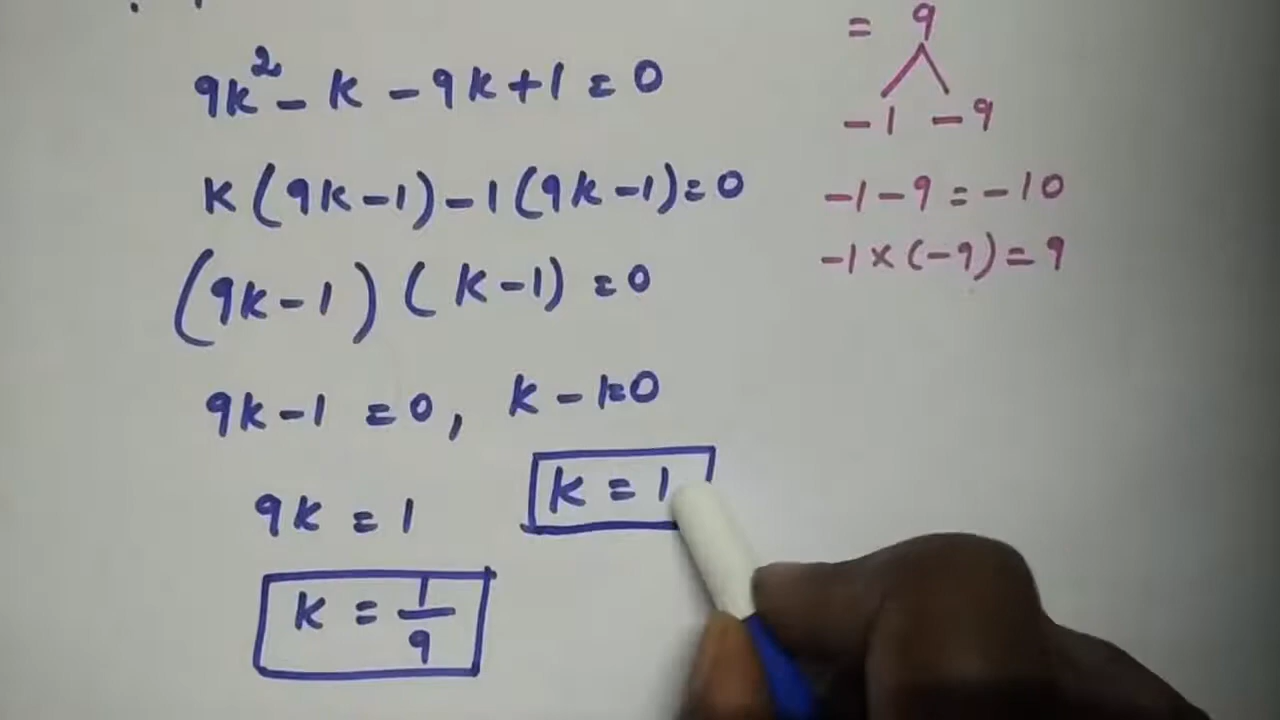 9k² - k - 9k + 1 = 0
k(9k - 1) - 1(9k - 1) = 0
(9k - 1)(k - 1) = 0
9k - 1 = 0, k - 1 = 0
9k = 1
k = 1
k = 1/9
= 9
-1 -9
-1 - 9 = -10
-1 × (-9) = 9